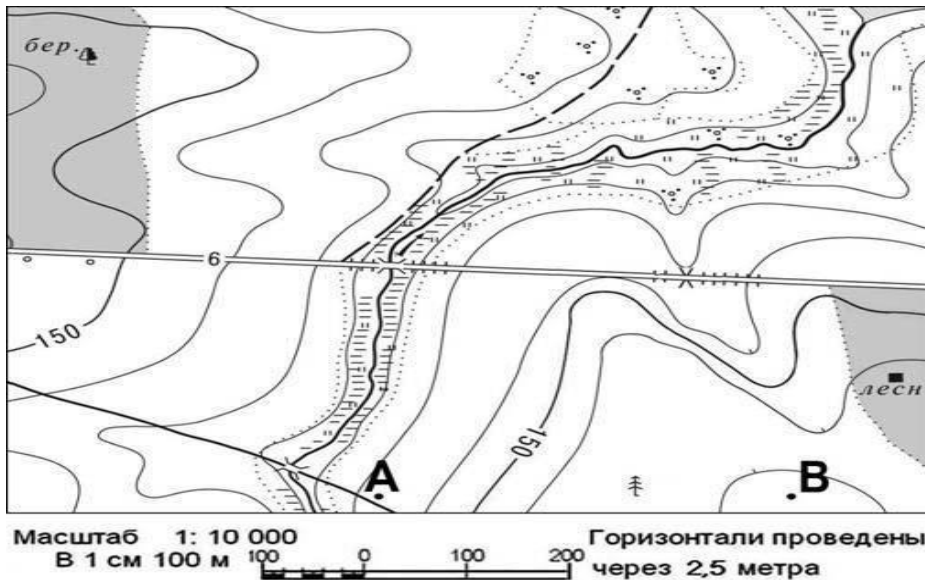 бер.
6
150
150
лесн
А
В
Масштаб 1: 10 000
В 1 см 100 м
100 0 100 200
Горизонтали проведены
через 2,5 метра